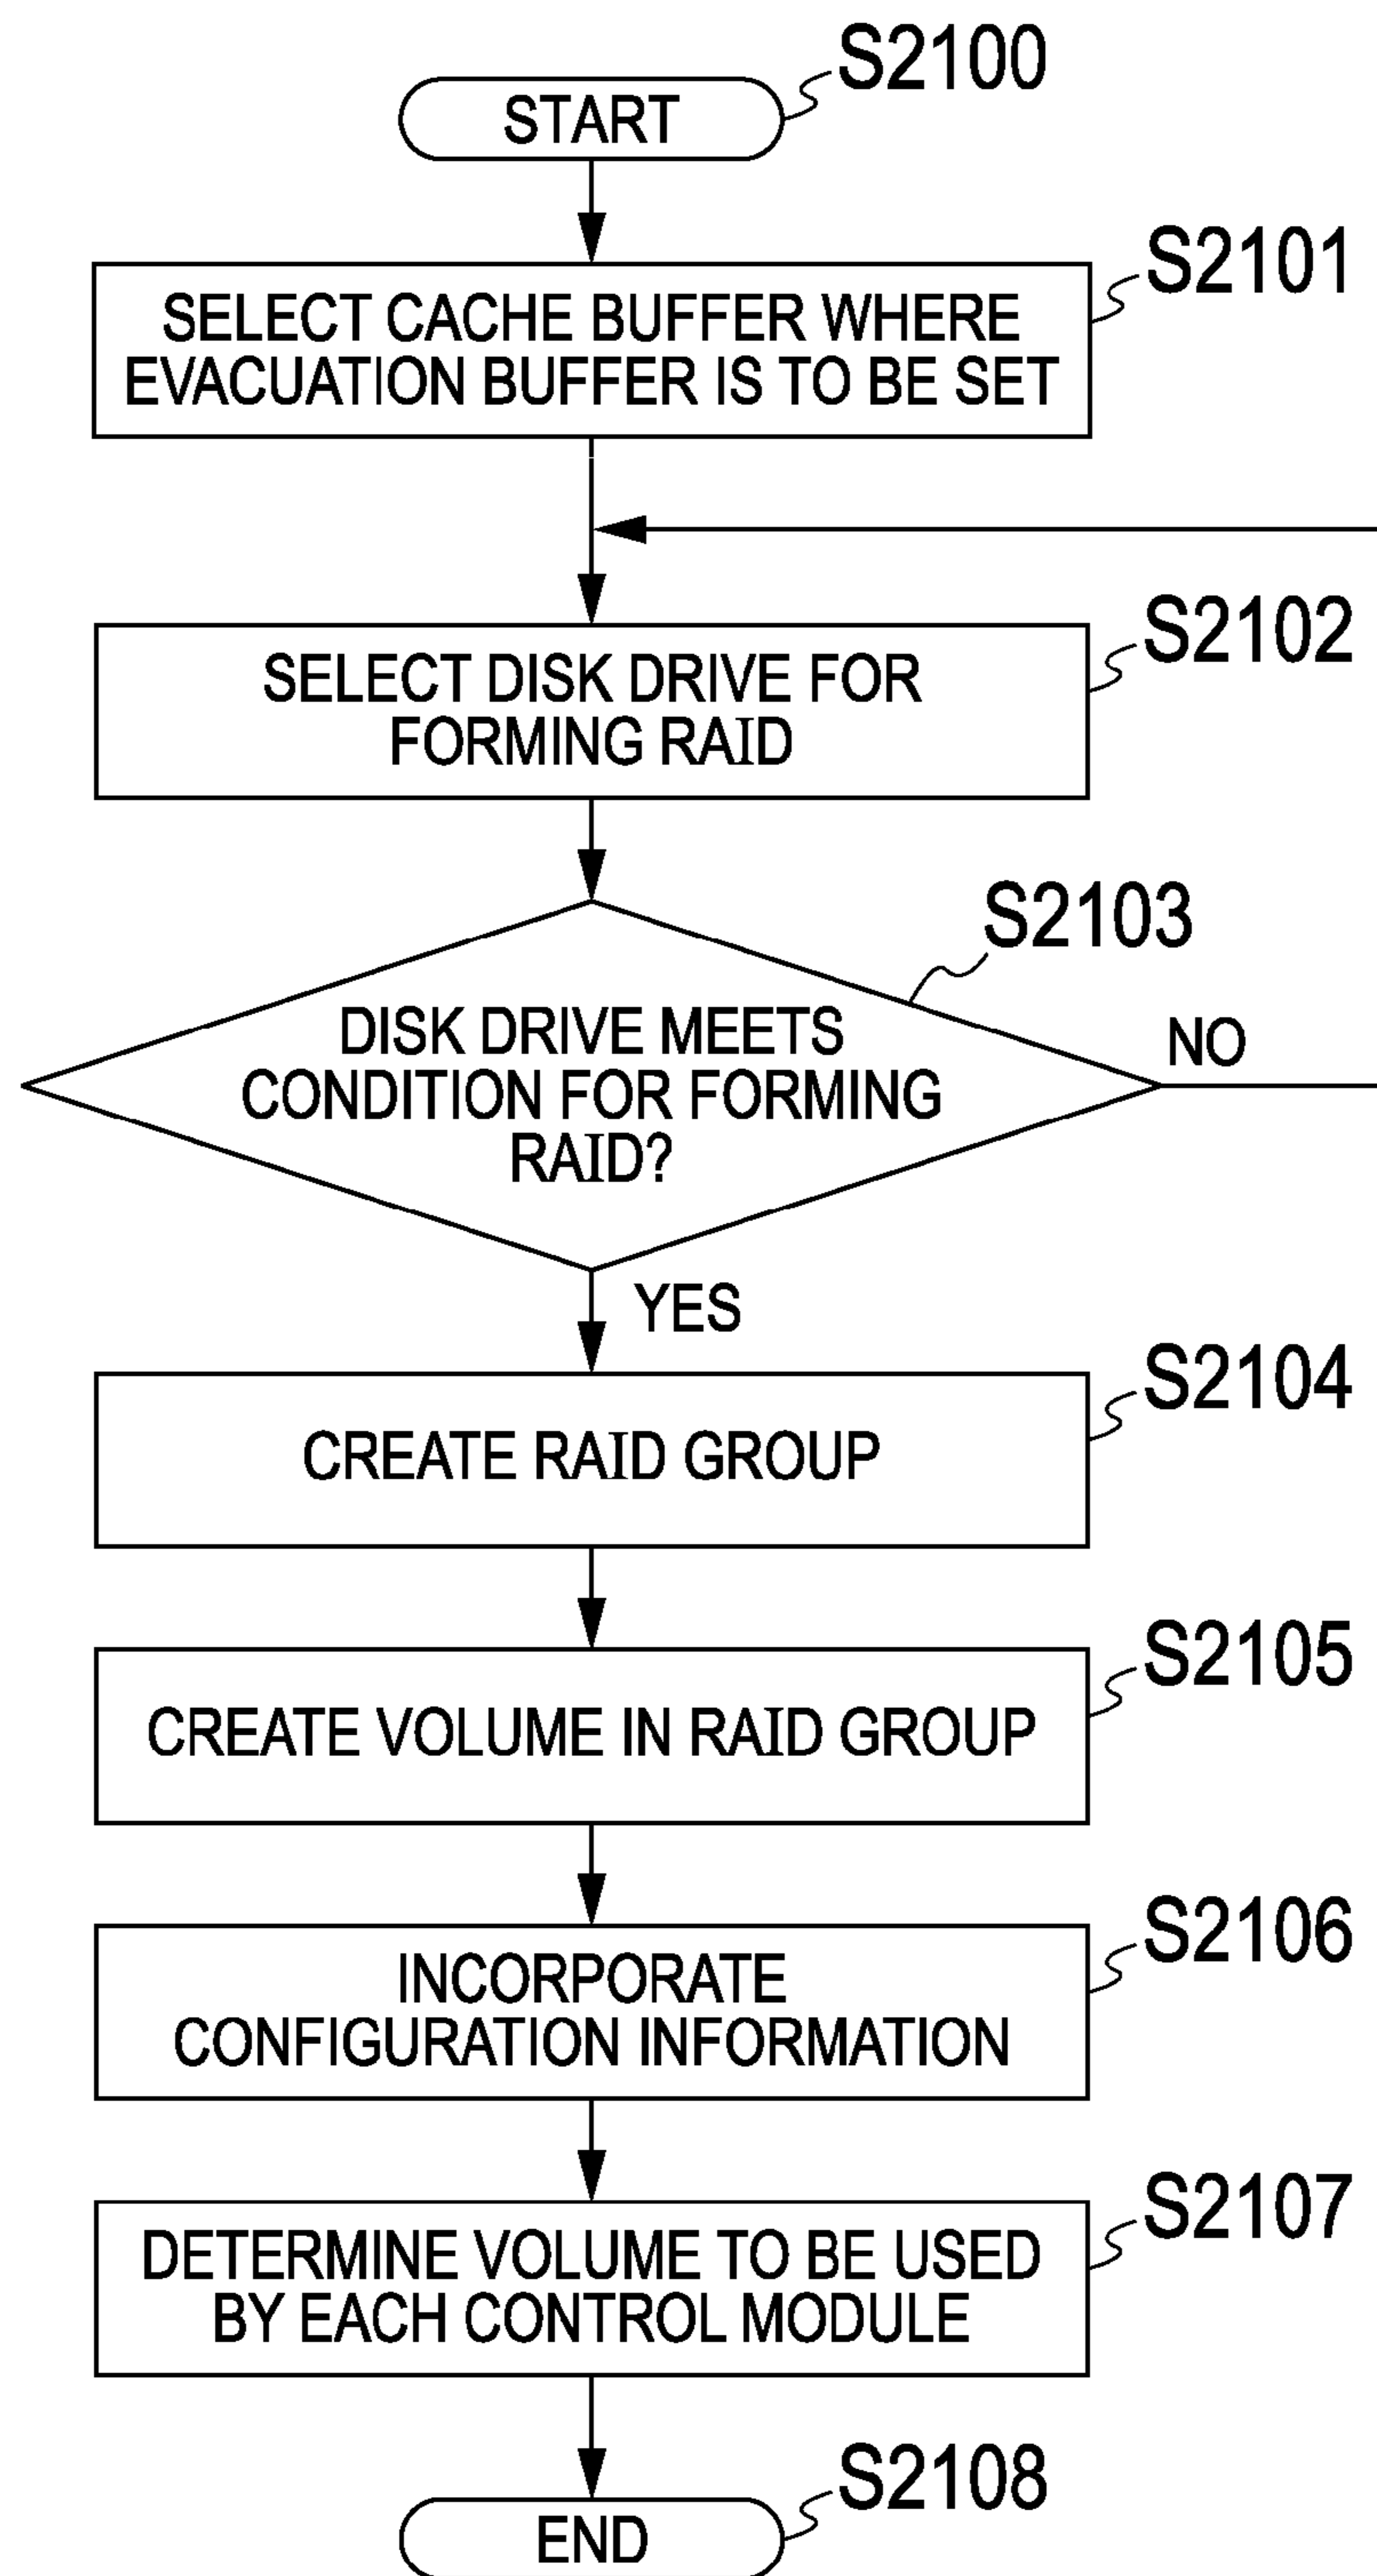 S2100
START
S2101
SELECT CACHE BUFFER WHERE
EVACUATION BUFFER IS TO BE SET
S2102
SELECT DISK DRIVE FOR
FORMING RAID
S2103
DISK DRIVE MEETS
CONDITION FOR FORMING
RAID?
NO
YES
S2104
CREATE RAID GROUP
S2105
CREATE VOLUME IN RAID GROUP
S2106
INCORPORATE
CONFIGURATION INFORMATION
S2107
DETERMINE VOLUME TO BE USED
BY EACH CONTROL MODULE
S2108
END